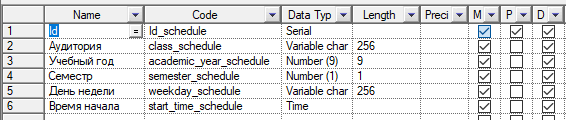 Name Code Data Typ Length Preci M P D
1 Id = Id_schedule Serial
2 Аудитория class_schedule Variable char 256
3 Учебный год academic_year_schedule Number (9) 9
4 Семестр semester_schedule Number (1) 1
5 День недели weekday_schedule Variable char 256
6 Время начала start_time_schedule Time